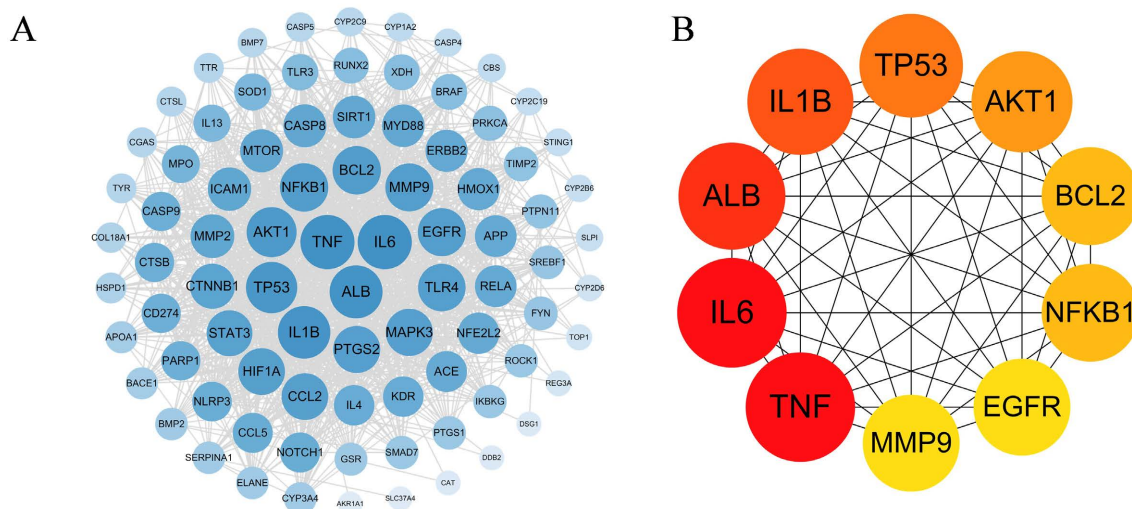 A
B
CASP5
CYP2C9
CYP1A2
BMP7
CASP4
TTR
TLR3
RUNX2
XDH
CBS
CTSL
SOD1
BRAF
CYP2C19
CGAS
IL13
CASP8
SIRT1
MYD88
PRKCA
STING1
MPO
MTOR
ERBB2
TIMP2
TYR
ICAM1
NFKB1
BCL2
MMP9
HMOX1
CYP2B6
CASP9
PTPN11
COL18A1
MMP2
AKT1
TNF
IL6
EGFR
APP
SLPI
CTSB
SREBF1
HSPD1
CTNNB1
TP53
ALB
TLR4
RELA
CYP2D6
CD274
FYN
APOA1
STAT3
IL1B
PTGS2
MAPK3
NFE2L2
TOP1
PARP1
ROCK1
BACE1
HIF1A
ACE
REG3A
NLRP3
CCL2
IL4
KDR
IKBKG
BMP2
CCL5
PTGS1
DSG1
SERPINA1
NOTCH1
GSR
SMAD7
DDB2
ELANE
CYP3A4
CAT
AKR1A1
SLC37A4
TP53
IL1B
AKT1
ALB
BCL2
IL6
NFKB1
TNF
EGFR
MMP9